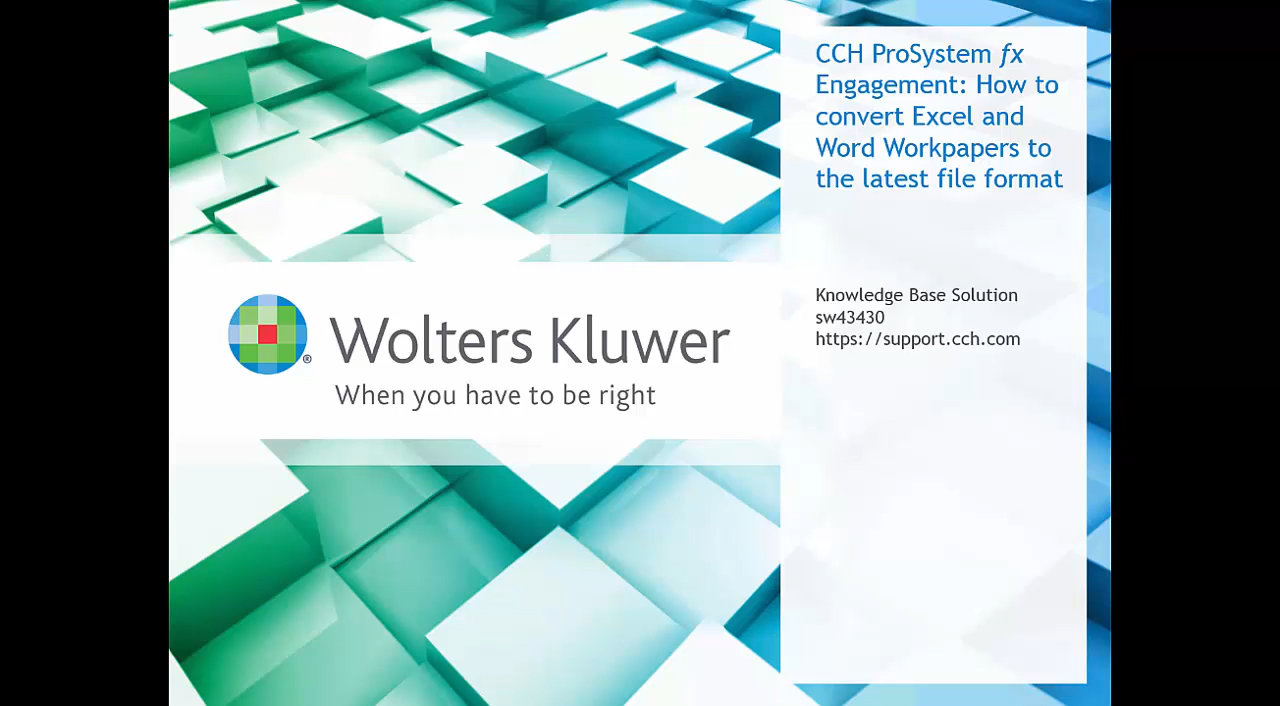 CCH ProSystem fx
Engagement: How to
convert Excel and
Word Workpapers to
the latest file format
Knowledge Base Solution
sw43430
https://support.cch.com
® Wolters Kluwer
When you have to be right